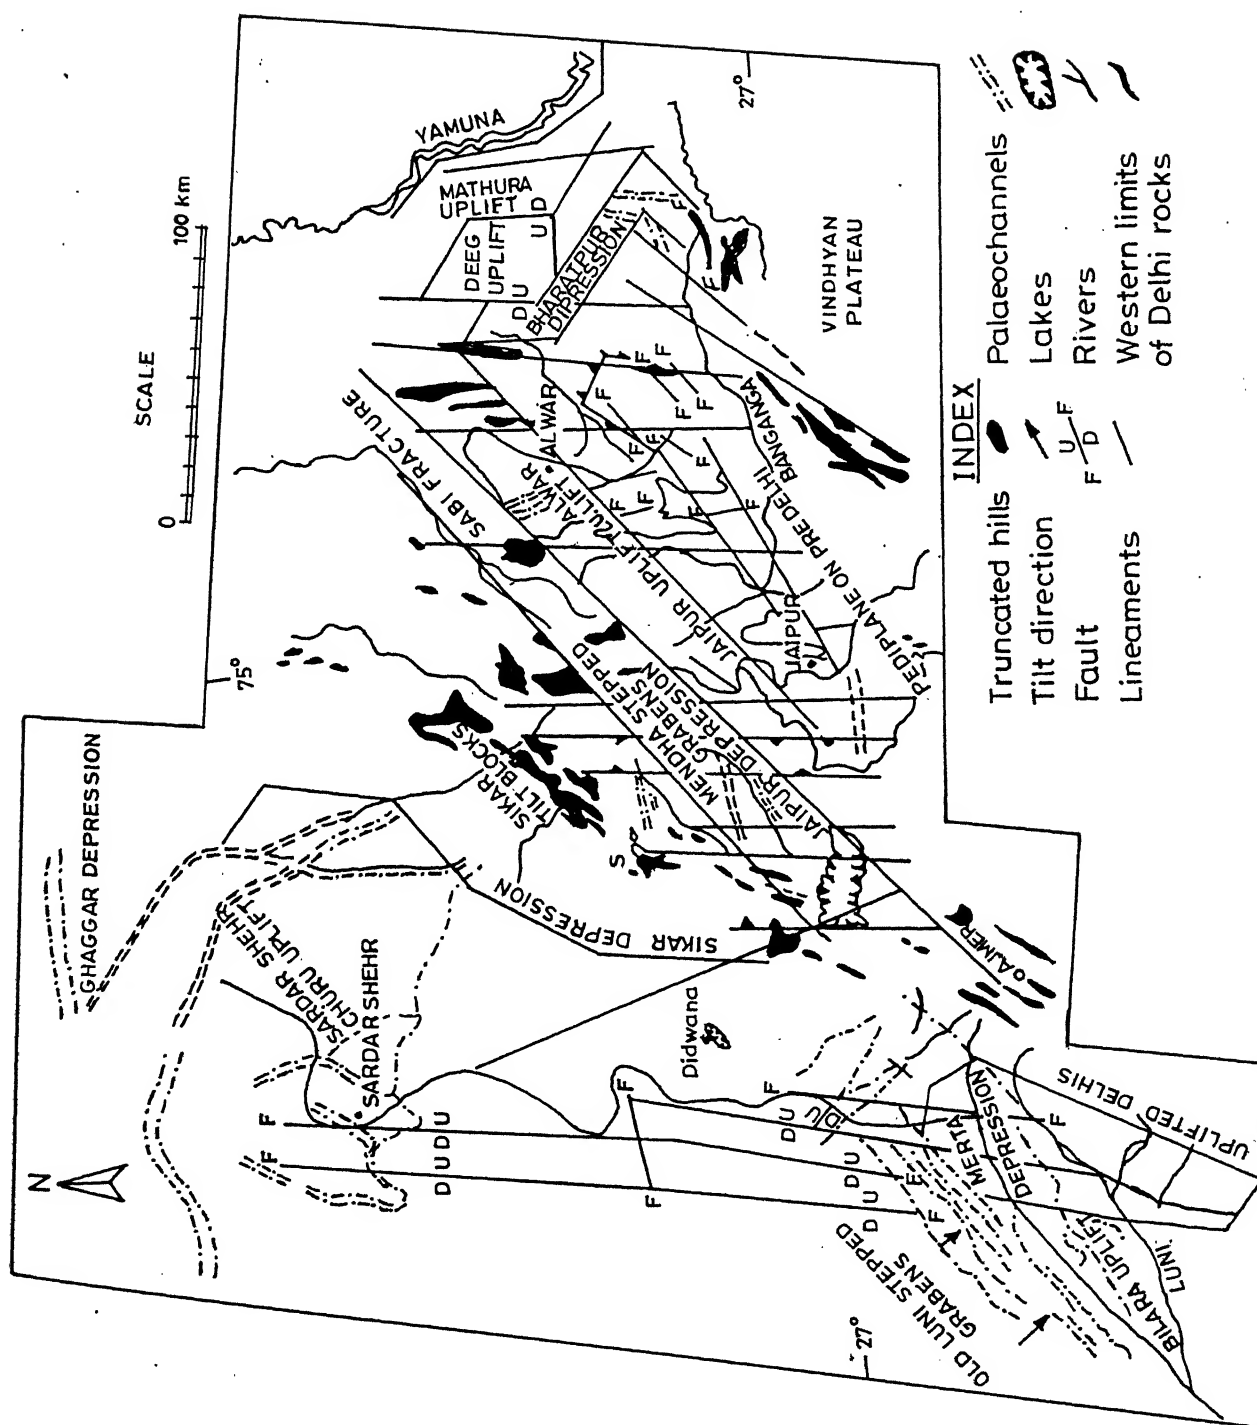 SCALE
0 100 km
N
GHAGGAR DEPRESSION
75°
YAMUNA
27°
MATHURA
UPLIFT
DEEG
UPLIFT
U
D
D
U
BHARATPUR
DIPRESSION
SABI FRACTURE
ALWAR
ALWAR
UPLIFT
JAIPUR UPLIFT
MENDHA STEPPED
GRABENS
JAIPUR DEPRESSION
JAIPUR
BANGANGA
PEDIPLANE ON PRE DELHI
VINDHYAN
PLATEAU
SIKAR
TILT BLOCKS
S
SIKAR DEPRESSION
SARDAR SHEHR
CHURU UPLIFT
SARDAR SHEHR
F
F
D U D U
Didwana
F
F
F
D U
D/U
D U
D U
AJMER
MERTA
DEPRESSION
F
F
F
OLD LUNI STEPPED
GRABENS
BILARA UPLIFT
LUNI
UPLIFTED DELHIS
27°
F
F
F
F
F
F
F
F
F
F
F
F
F
INDEX
Truncated hills
Tilt direction
Fault
F U D F
Lineaments
Palaeochannels
Lakes
Rivers
Western limits
of Delhi rocks